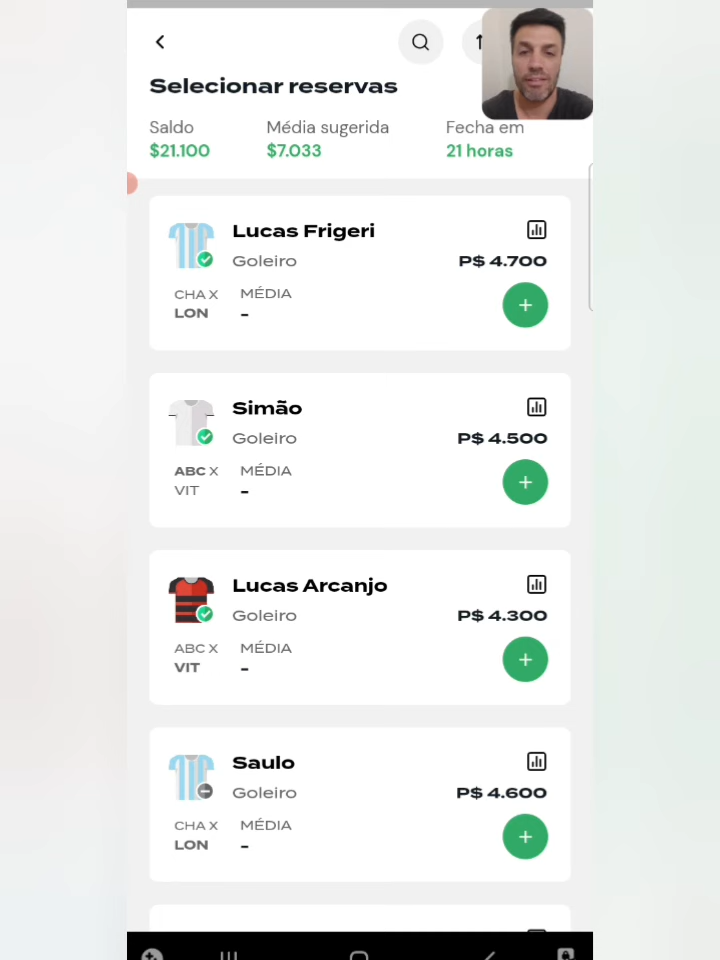 Selecionar reservas
Saldo Média sugerida Fecha em
$21.100 $7.033 21 horas
Lucas Frigeri
Goleiro P$ 4.700
CHA X MÉDIA
LON -
Simão
Goleiro P$ 4.500
ABC X MÉDIA
VIT -
Lucas Arcanjo
Goleiro P$ 4.300
ABC X MÉDIA
VIT -
Saulo
Goleiro P$ 4.600
CHA X MÉDIA
LON -